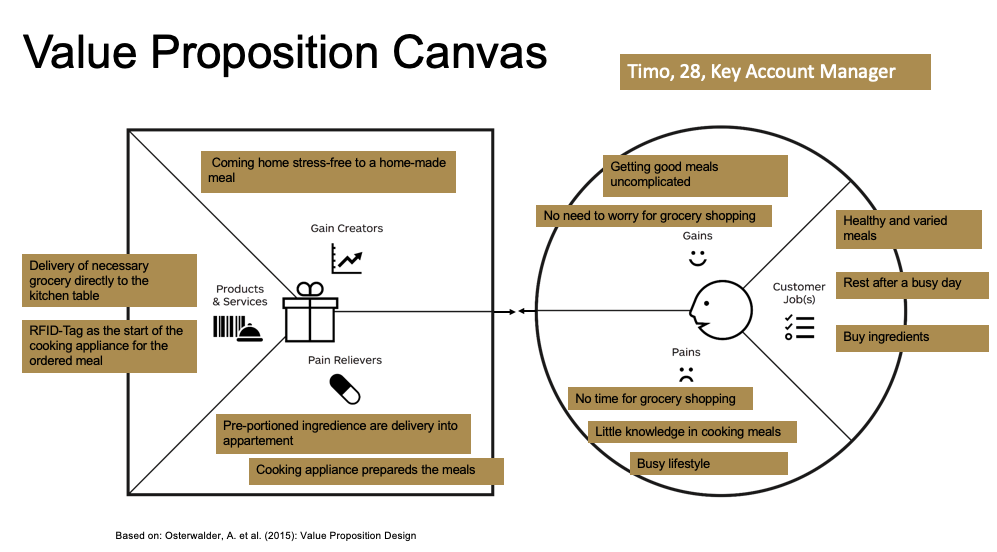 Value Proposition Canvas
Timo, 28, Key Account Manager
Coming home stress-free to a home-made
meal
Gain Creators
Delivery of necessary
grocery directly to the
kitchen table
RFID-Tag as the start of the
cooking appliance for the
ordered meal
Products
& Services
Pain Relievers
Pre-portioned ingredience are delivery into
appartement
Cooking appliance prepareds the meals
Getting good meals
uncomplicated
No need to worry for grocery shopping
Gains
Healthy and varied
meals
Rest after a busy day
Buy ingredients
Customer
Job(s)
Pains
No time for grocery shopping
Little knowledge in cooking meals
Busy lifestyle
Based on: Osterwalder, A. et al. (2015): Value Proposition Design